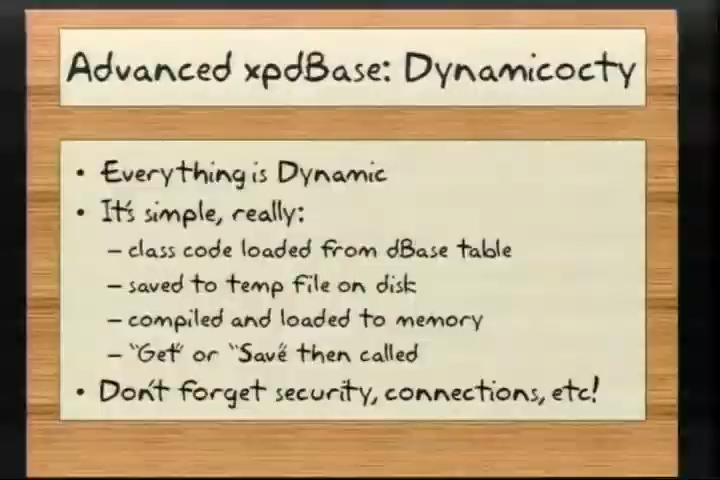 Advanced xpdBase: Dynamicocty
• Everything is Dynamic
• It's simple, really:
– class code loaded from dBase table
– saved to temp file on disk
– compiled and loaded to memory
– "Get" or "Save" then called
• Don't forget security, connections, etc!